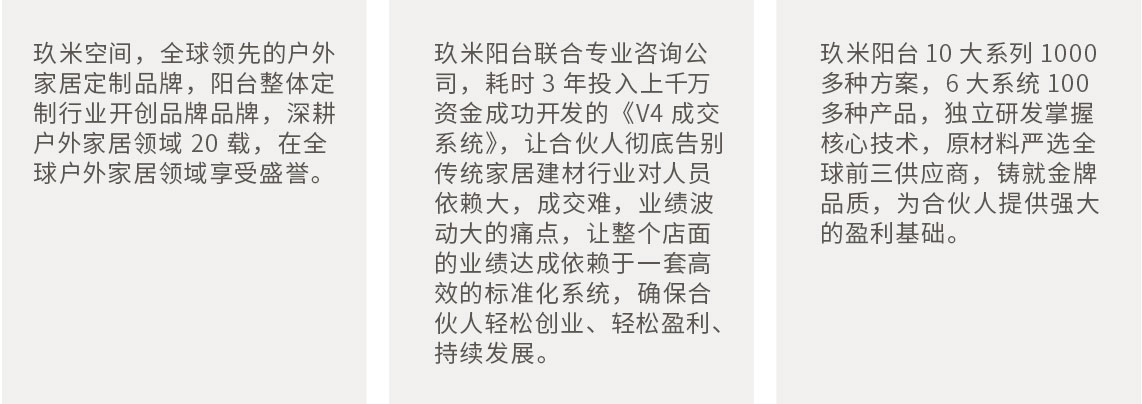 玖米空间，全球领先的户外
家居定制品牌，阳台整体定
制行业开创品牌品牌，深耕
户外家居领域 20 载，在全
球户外家居领域享受盛誉。
玖米阳台联合专业咨询公
司，耗时 3 年投入上千万
资金成功开发的《V4 成交
系统》，让合伙人彻底告别
传统家居建材行业对人员
依赖大，成交难，业绩波
动大的痛点，让整个店面
的业绩达成依赖于一套高
效的标准化系统，确保合
伙人轻松创业、轻松盈利、
持续发展。
玖米阳台 10 大系列 1000
多种方案，6 大系统 100
多种产品，独立研发掌握
核心技术，原材料严选全
球前三供应商，铸就金牌
品质，为合伙人提供强大
的盈利基础。